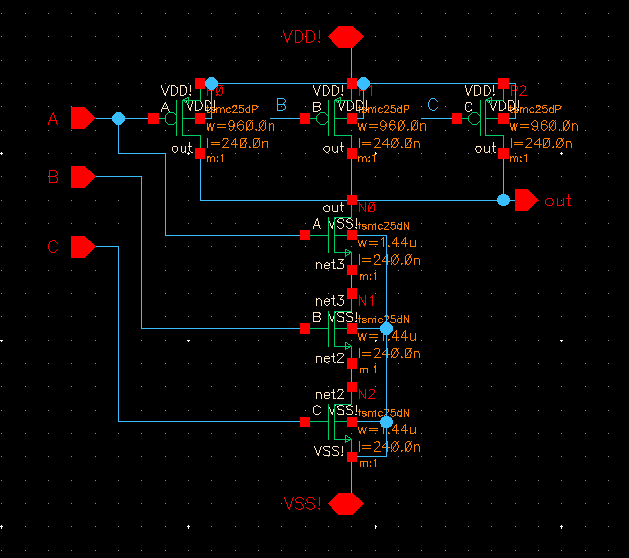 VDD!
VDD! VDD! VDD!
A VDD! B VDD! C VDD!
A tsmc25dP B tsmc25dP C tsmc25dP
w=960.0n w=960.0n w=960.0n
out l=240.0n out l=240.0n out l=240.0n
m:1 m:1 m:1
B
out
out N0
A VSS! tsmc25dN
w=1.44u
C
l=240.0n
net3 m:1
net3 N1
B VSS! tsmc25dN
w=1.44u
l=240.0n
net2 m:1
net2 N2
C VSS! tsmc25dN
w=1.44u
l=240.0n
VSS! m:1
VSS!